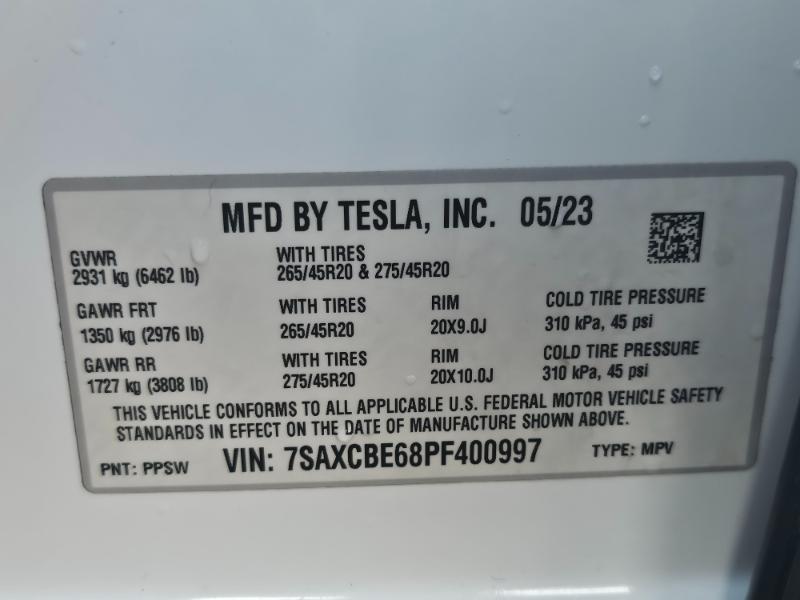 MFD BY TESLA, INC. 05/23
GVWR
2931 kg (6462 lb)
WITH TIRES
265/45R20 & 275/45R20
GAWR FRT
1350 kg (2976 lb)
WITH TIRES
265/45R20
RIM
20X9.0J
COLD TIRE PRESSURE
310 kPa, 45 psi
GAWR RR
1727 kg (3808 lb)
WITH TIRES
275/45R20
RIM
20X10.0J
COLD TIRE PRESSURE
310 kPa, 45 psi
THIS VEHICLE CONFORMS TO ALL APPLICABLE U.S. FEDERAL MOTOR VEHICLE SAFETY
STANDARDS IN EFFECT ON THE DATE OF MANUFACTURE SHOWN ABOVE.
PNT: PPSW VIN: 7SAXCBE68PF400997 TYPE: MPV